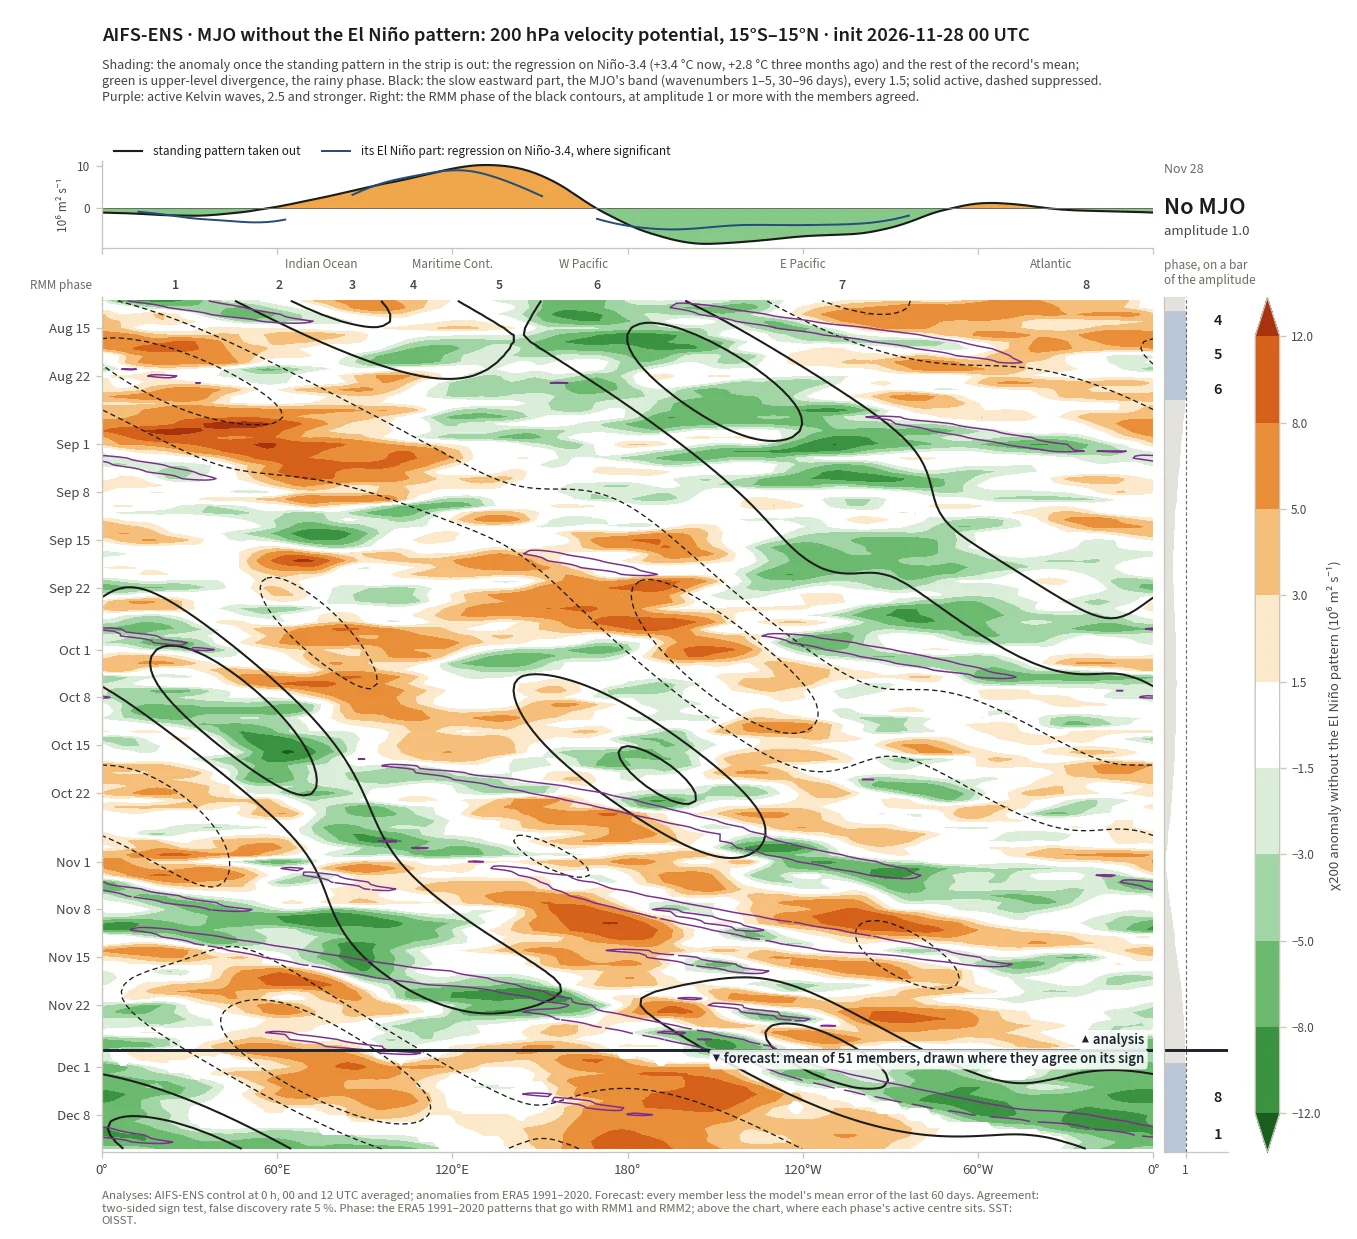 AIFS-ENS · MJO without the El Niño pattern: 200 hPa velocity potential, 15°S–15°N · init 2026-11-28 00 UTC
Shading: the anomaly once the standing pattern in the strip is out: the regression on Niño-3.4 (+3.4 °C now, +2.8 °C three months ago) and the rest of the record's mean;
green is upper-level divergence, the rainy phase. Black: the slow eastward part, the MJO's band (wavenumbers 1–5, 30–96 days), every 1.5; solid active, dashed suppressed.
Purple: active Kelvin waves, 2.5 and stronger. Right: the RMM phase of the black contours, at amplitude 1 or more with the members agreed.
standing pattern taken out
its El Niño part: regression on Niño-3.4, where significant
10
0
10⁶ m² s⁻¹
Nov 28
No MJO
amplitude 1.0
Indian Ocean
Maritime Cont.
W Pacific
E Pacific
Atlantic
phase, on a bar
of the amplitude
RMM phase
1
2
3
4
5
6
7
8
Aug 15
Aug 22
Sep 1
Sep 8
Sep 15
Sep 22
Oct 1
Oct 8
Oct 15
Oct 22
Nov 1
Nov 8
Nov 15
Nov 22
Dec 1
Dec 8
▲ analysis
▼ forecast: mean of 51 members, drawn where they agree on its sign
4
5
6
8
1
12.0
8.0
5.0
3.0
1.5
−1.5
−3.0
−5.0
−8.0
−12.0
χ200 anomaly without the El Niño pattern (10⁶ m² s⁻¹)
0°
60°E
120°E
180°
120°W
60°W
0°
1
Analyses: AIFS-ENS control at 0 h, 00 and 12 UTC averaged; anomalies from ERA5 1991–2020. Forecast: every member less the model's mean error of the last 60 days. Agreement:
two-sided sign test, false discovery rate 5 %. Phase: the ERA5 1991–2020 patterns that go with RMM1 and RMM2; above the chart, where each phase's active centre sits. SST:
OISST.